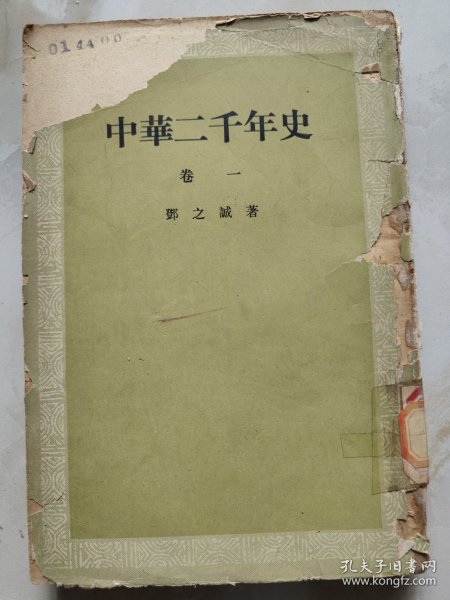 014400
中華二千年史
卷 一
鄧之誠著
孔夫子旧书网
www.kongfz.com